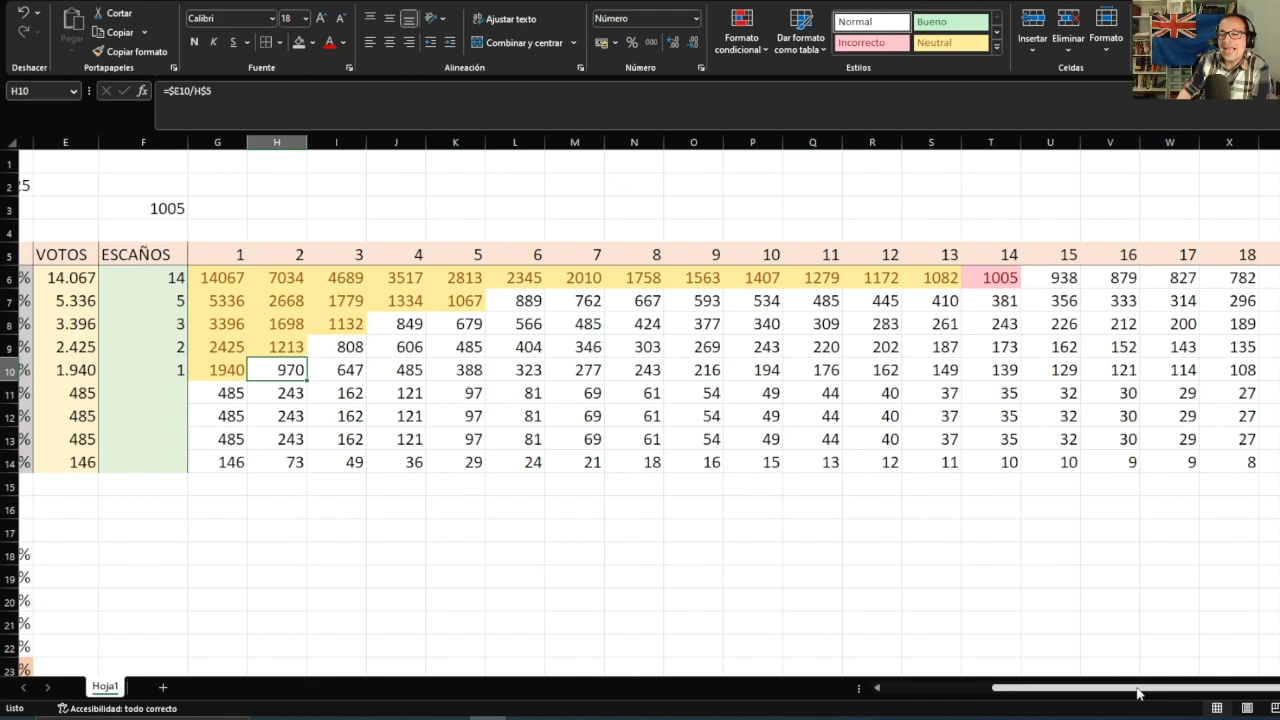 Cortar Calibri 18 A A Ajustar texto Número Normal Bueno
Pegar Copiar Formato Dar formato Insertar Eliminar Formato
N K S A Combinar y centrar % 000 condicional como tabla Incorrecto Neutral
Copiar formato
Deshacer Portapapeles Fuente Alineación Número Estilos Celdas
H10 fx =$E10/H$5
E F G H I J K L M N O P Q R S T U V W X
1
2 25
3 1005
4
5 VOTOS ESCAÑOS 1 2 3 4 5 6 7 8 9 10 11 12 13 14 15 16 17 18
6 % 14.067 14 14067 7034 4689 3517 2813 2345 2010 1758 1563 1407 1279 1172 1082 1005 938 879 827 782
7 % 5.336 5 5336 2668 1779 1334 1067 889 762 667 593 534 485 445 410 381 356 333 314 296
8 % 3.396 3 3396 1698 1132 849 679 566 485 424 377 340 309 283 261 243 226 212 200 189
9 % 2.425 2 2425 1213 808 606 485 404 346 303 269 243 220 202 187 173 162 152 143 135
10 % 1.940 1 1940 970 647 485 388 323 277 243 216 194 176 162 149 139 129 121 114 108
11 % 485 485 243 162 121 97 81 69 61 54 49 44 40 37 35 32 30 29 27
12 % 485 485 243 162 121 97 81 69 61 54 49 44 40 37 35 32 30 29 27
13 % 485 485 243 162 121 97 81 69 61 54 49 44 40 37 35 32 30 29 27
14 % 146 146 73 49 36 29 24 21 18 16 15 13 12 11 10 10 9 9 8
15
16
17
18 %
19 %
20 %
21 %
22 %
23 %
Hoja1
Listo Accesibilidad: todo correcto